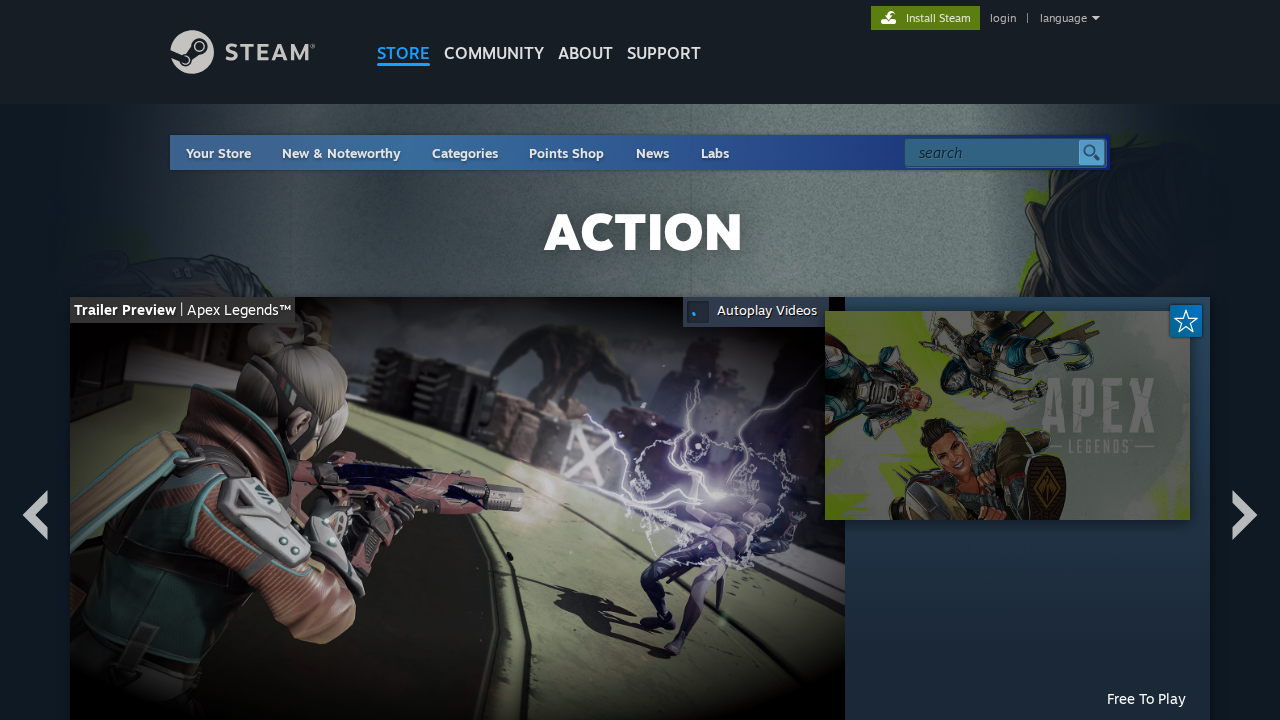 Install Steam login | language
STEAM®
STORE COMMUNITY ABOUT SUPPORT
Your Store New & Noteworthy Categories Points Shop News Labs search
ACTION
Trailer Preview | Apex Legends™
Autoplay Videos
APEX
LEGENDS
Free To Play